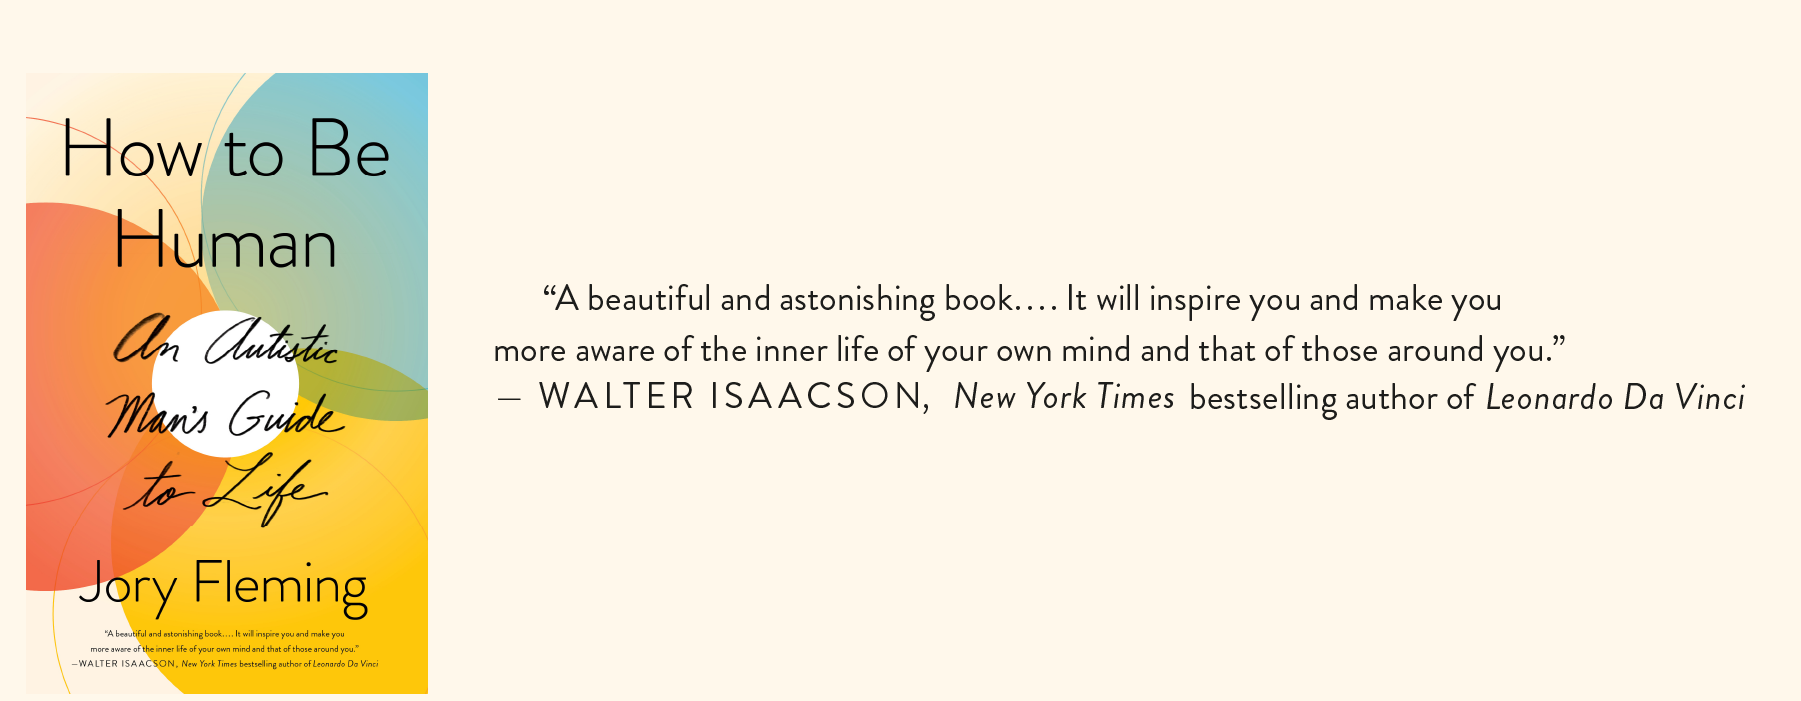 How to Be
Human
An Autistic
Man's Guide
to Life
Jory Fleming
“A beautiful and astonishing book.... It will inspire you and make you
more aware of the inner life of your own mind and that of those around you.”
—WALTER ISAACSON, New York Times bestselling author of Leonardo Da Vinci
“A beautiful and astonishing book.... It will inspire you and make you
more aware of the inner life of your own mind and that of those around you.”
— WALTER ISAACSON, New York Times bestselling author of Leonardo Da Vinci